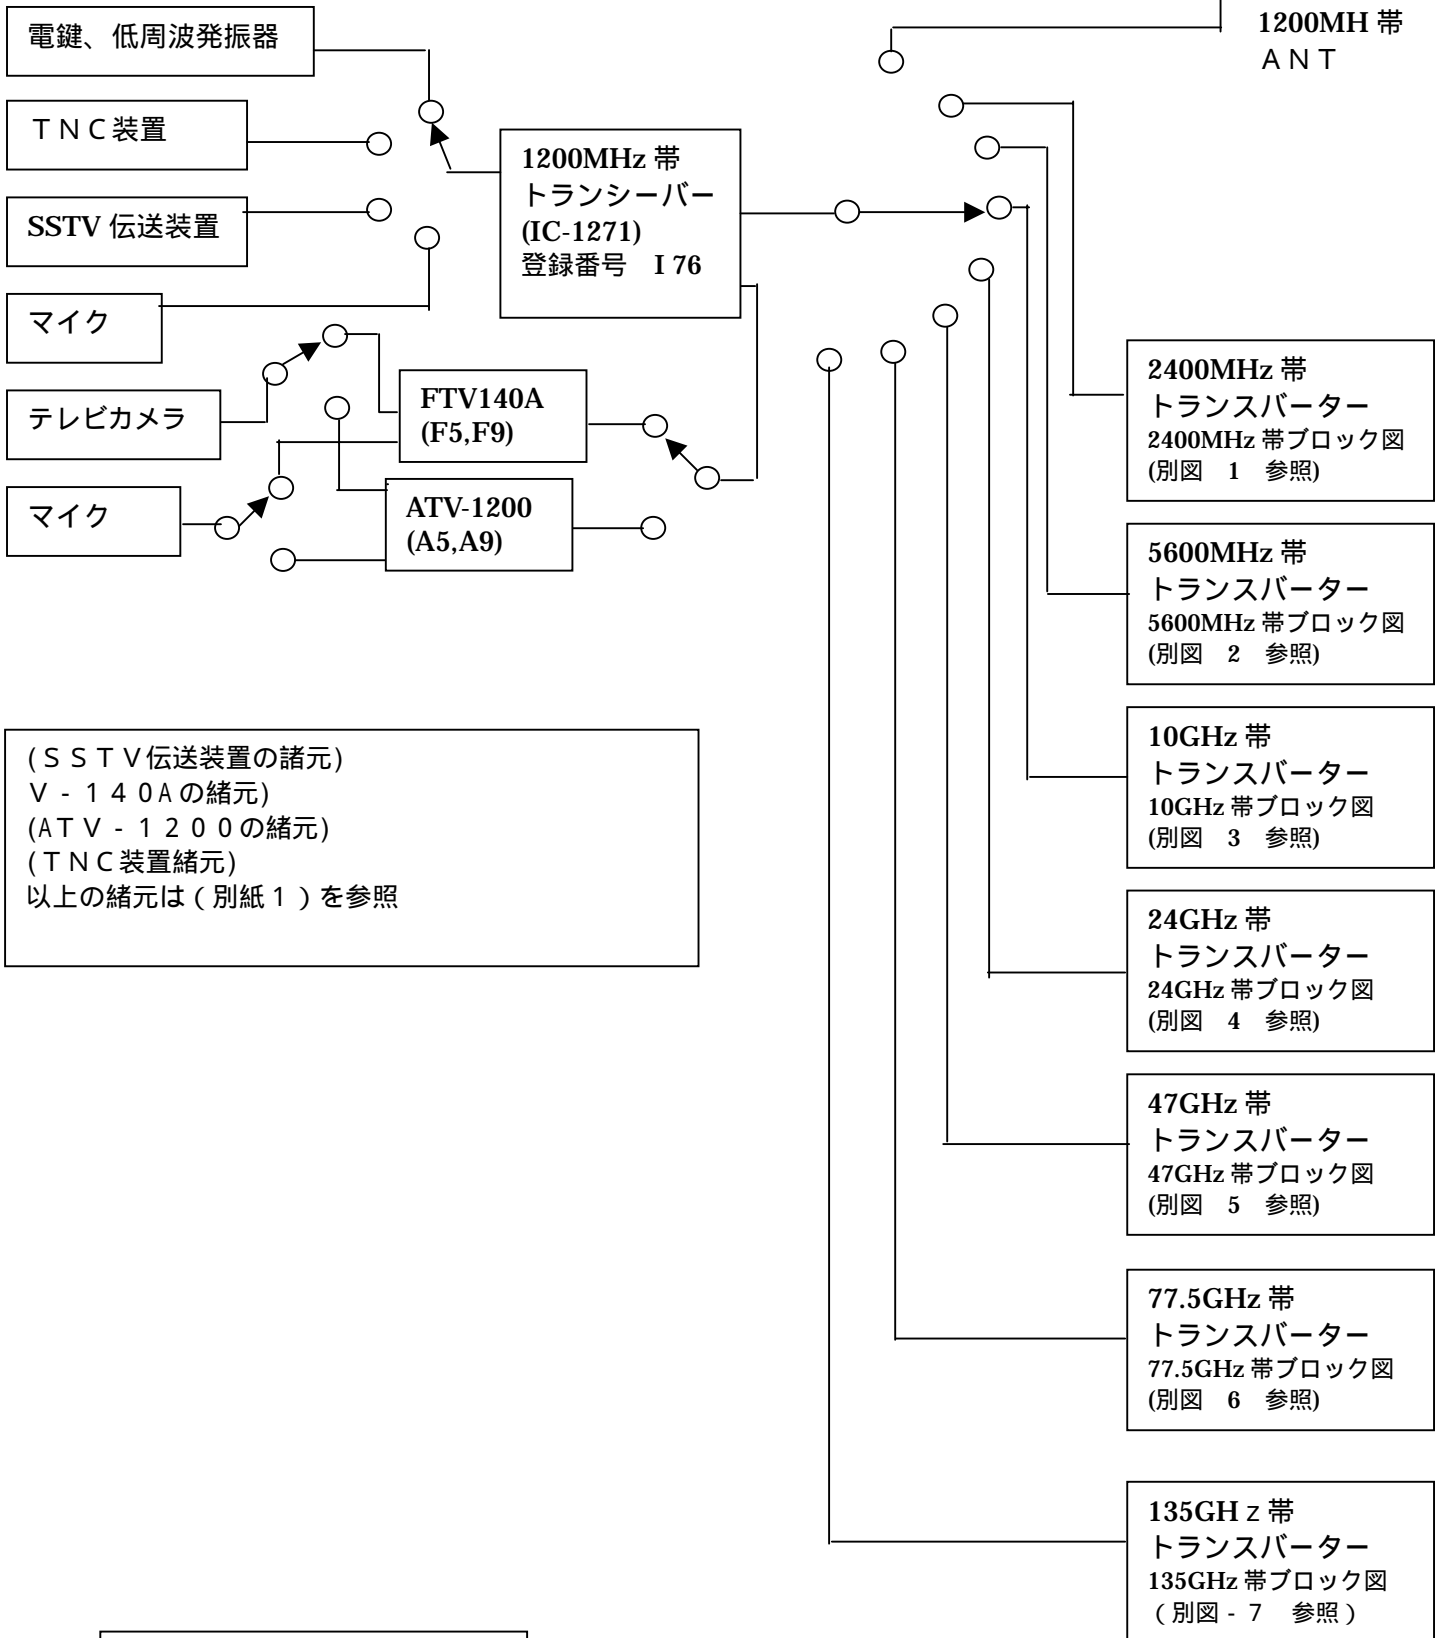 電鍵、低周波発振器
ＴＮＣ装置
SSTV 伝送装置
マイク
テレビカメラ
マイク
1200MHz 帯
トランシーバー
(IC-1271)
登録番号　I 76
FTV140A
(F5,F9)
ATV-1200
(A5,A9)
1200MH 帯
ＡＮＴ
2400MHz 帯
トランスバーター
2400MHz 帯ブロック図
(別図　1　参照)
5600MHz 帯
トランスバーター
5600MHz 帯ブロック図
(別図　2　参照)
10GHz 帯
トランスバーター
10GHz 帯ブロック図
(別図　3　参照)
24GHz 帯
トランスバーター
24GHz 帯ブロック図
(別図　4　参照)
47GHz 帯
トランスバーター
47GHz 帯ブロック図
(別図　5　参照)
77.5GHz 帯
トランスバーター
77.5GHz 帯ブロック図
(別図　6　参照)
135GHｚ帯
トランスバーター
135GHz 帯ブロック図
（別図‐７　参照）
(ＳＳＴＶ伝送装置の諸元)
Ｖ‐１４０Aの緒元)
(AＴＶ‐１２００の緒元)
(ＴＮＣ装置緒元)
以上の緒元は（別紙１）を参照